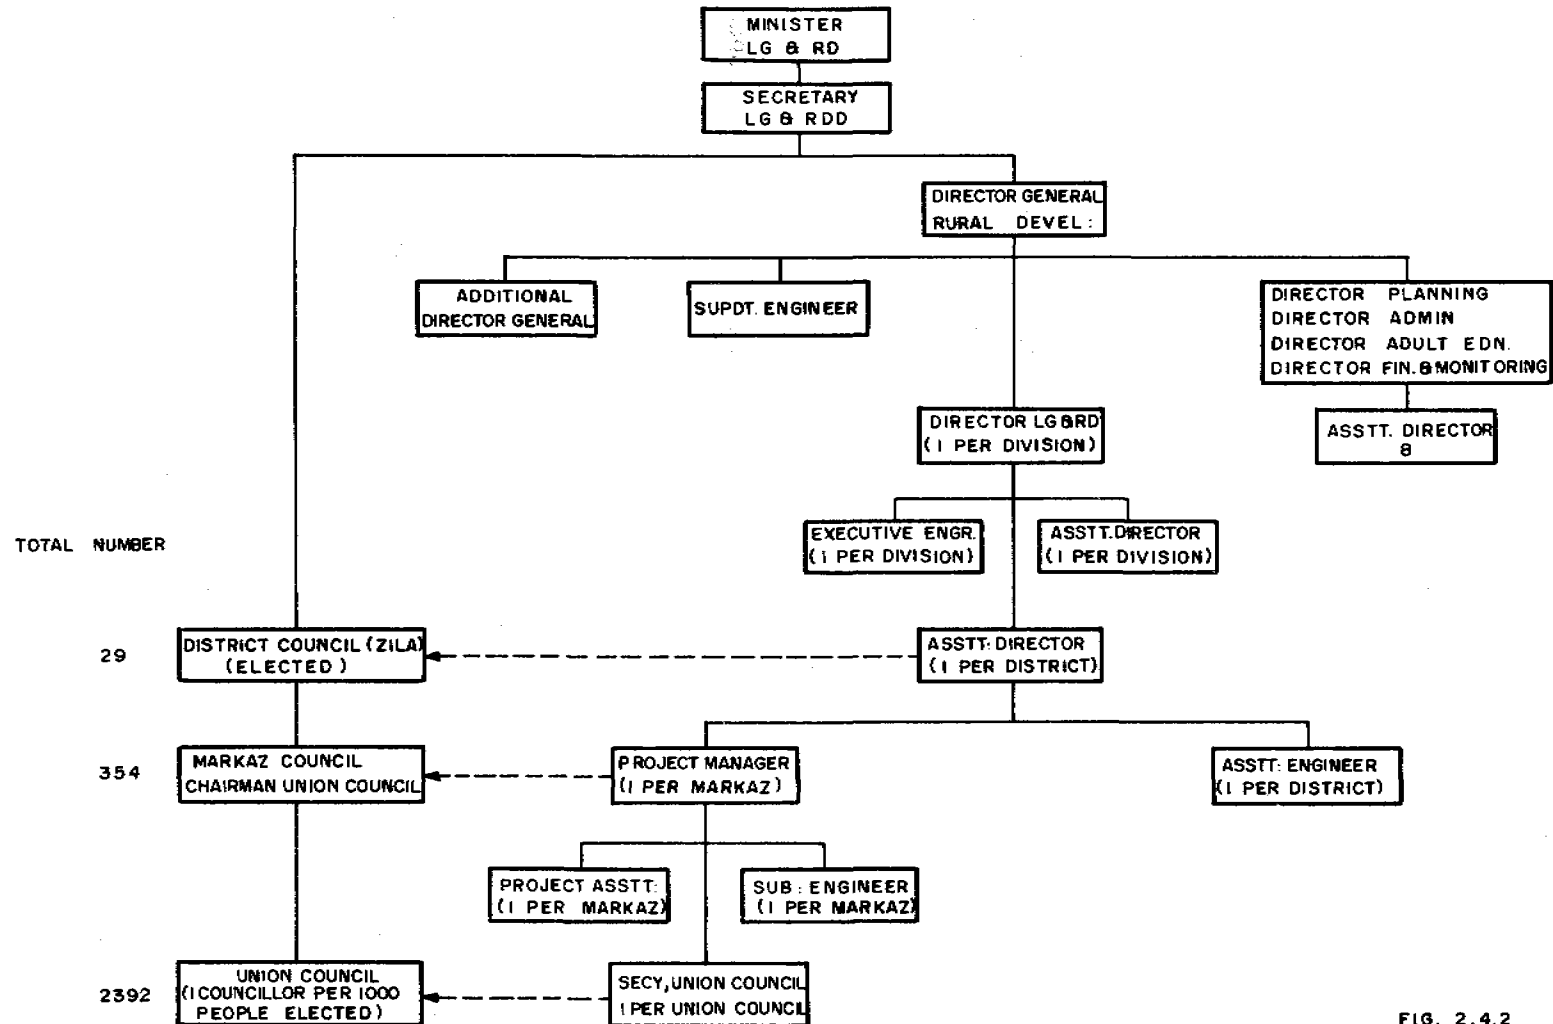 MINISTER
LG & RD
SECRETARY
LG & RDD
DIRECTOR GENERAL
RURAL DEVEL:
ADDITIONAL
DIRECTOR GENERAL
SUPDT. ENGINEER
DIRECTOR PLANNING
DIRECTOR ADMIN
DIRECTOR ADULT EDN.
DIRECTOR FIN. & MONITORING
DIRECTOR LG & RD
(1 PER DIVISION)
ASSTT. DIRECTOR
8
EXECUTIVE ENGR.
(1 PER DIVISION)
ASSTT. DIRECTOR
(1 PER DIVISION)
TOTAL NUMBER
29
DISTRICT COUNCIL (ZILA)
(ELECTED)
ASSTT: DIRECTOR
(1 PER DISTRICT)
354
MARKAZ COUNCIL
CHAIRMAN UNION COUNCIL
PROJECT MANAGER
(1 PER MARKAZ)
ASSTT: ENGINEER
(1 PER DISTRICT)
PROJECT ASSTT:
(1 PER MARKAZ)
SUB: ENGINEER
(1 PER MARKAZ)
2392
UNION COUNCIL
(1 COUNCILLOR PER 1000
PEOPLE ELECTED)
SECY, UNION COUNCIL
1 PER UNION COUNCIL
FIG. 2.4.2